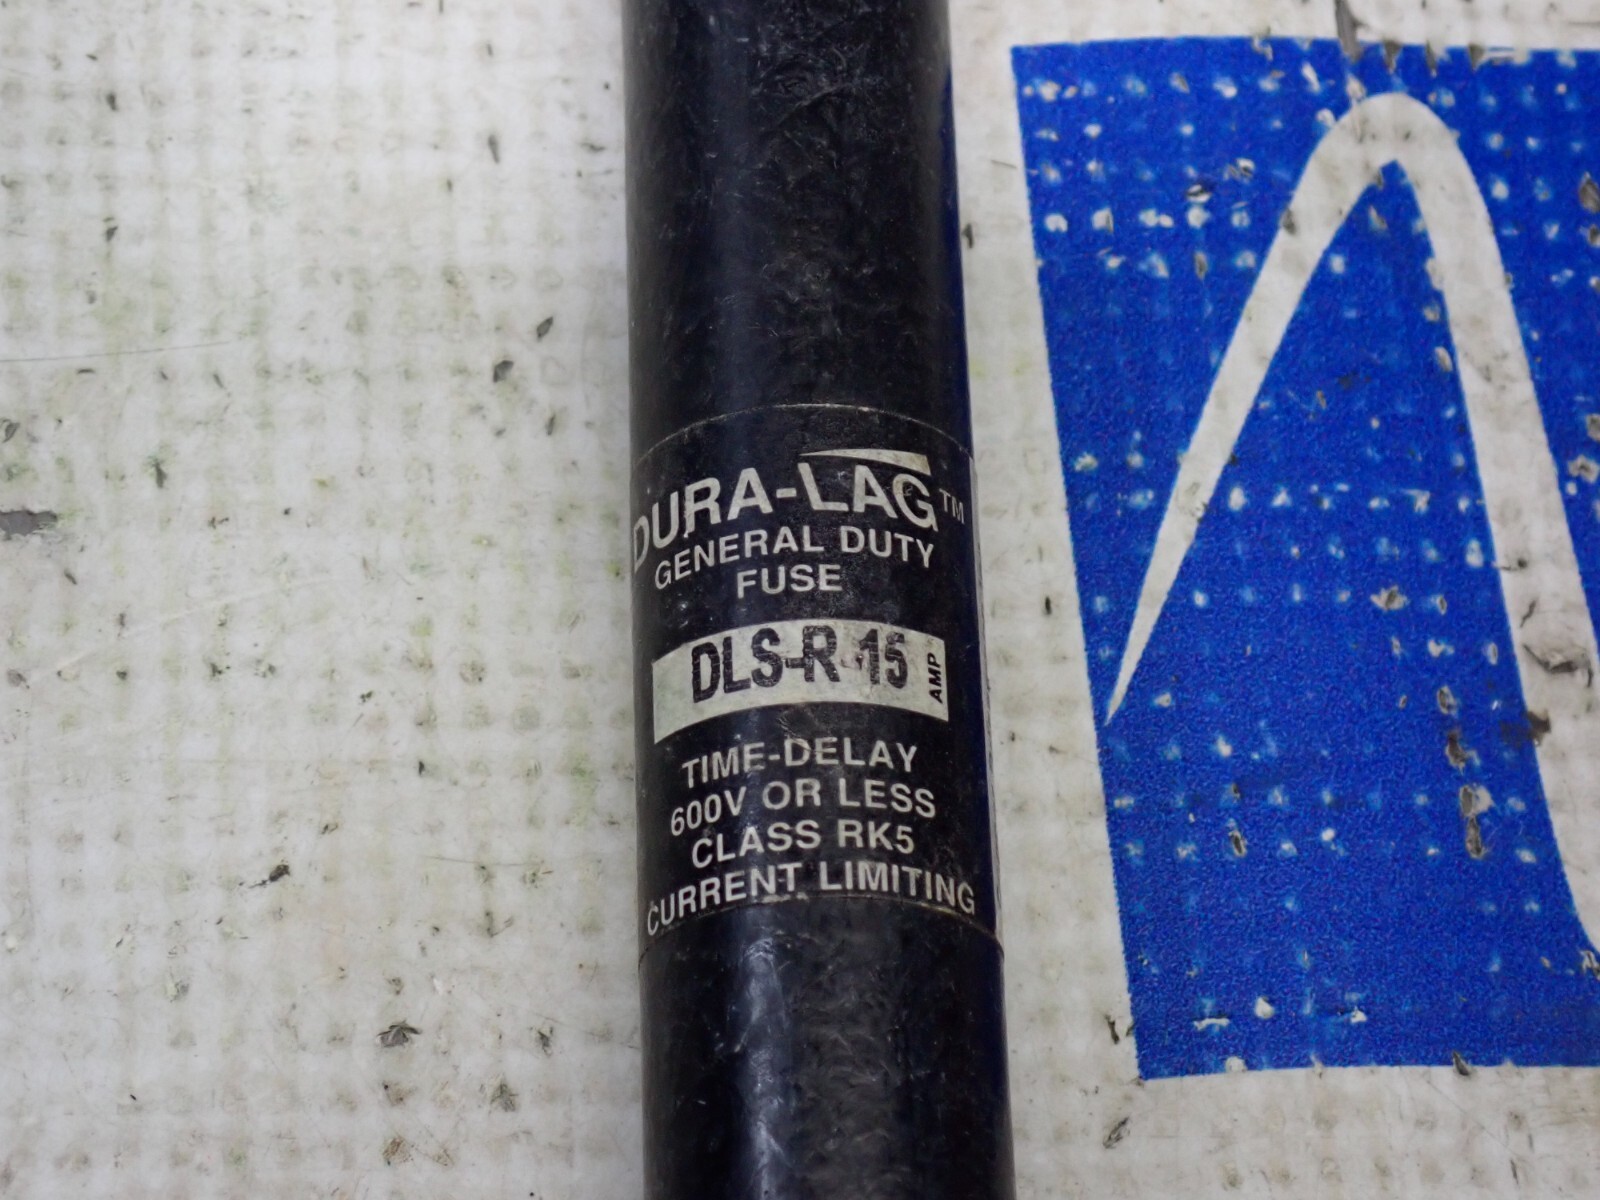 DURA-LAG™
GENERAL DUTY
FUSE
DLS-R-15 AMP
TIME-DELAY
600V OR LESS
CLASS RK5
CURRENT LIMITING